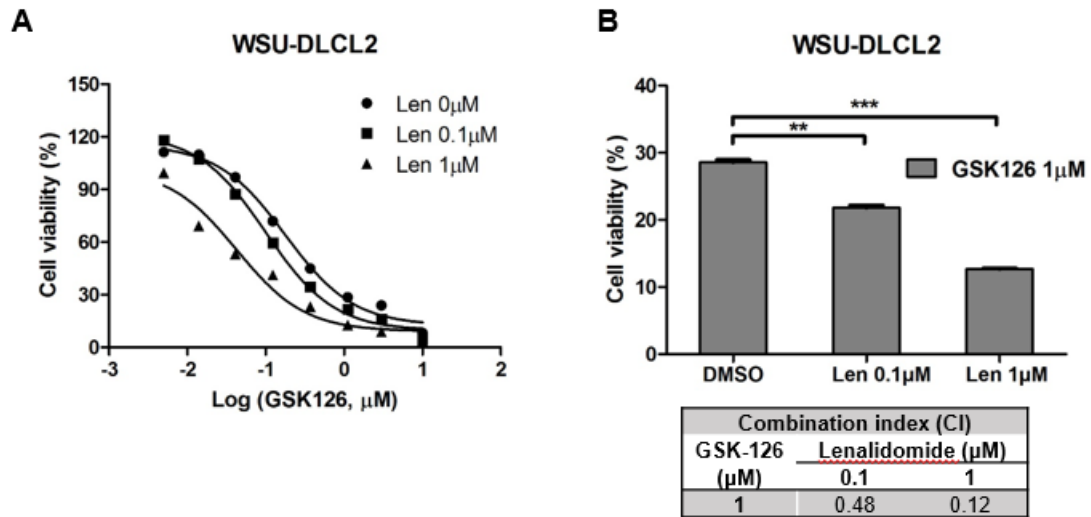 A
WSU-DLCL2
Cell viability (%)
150
120
90
60
30
0
-3
-2
-1
0
1
2
Log (GSK126, μM)
Len 0μM
Len 0.1μM
Len 1μM
B
WSU-DLCL2
Cell viability (%)
40
30
20
10
0
***
**
GSK126 1μM
DMSO
Len 0.1μM
Len 1μM
Combination index (CI)
GSK-126 Lenalidomide (μM)
(μM) 0.1 1
1 0.48 0.12